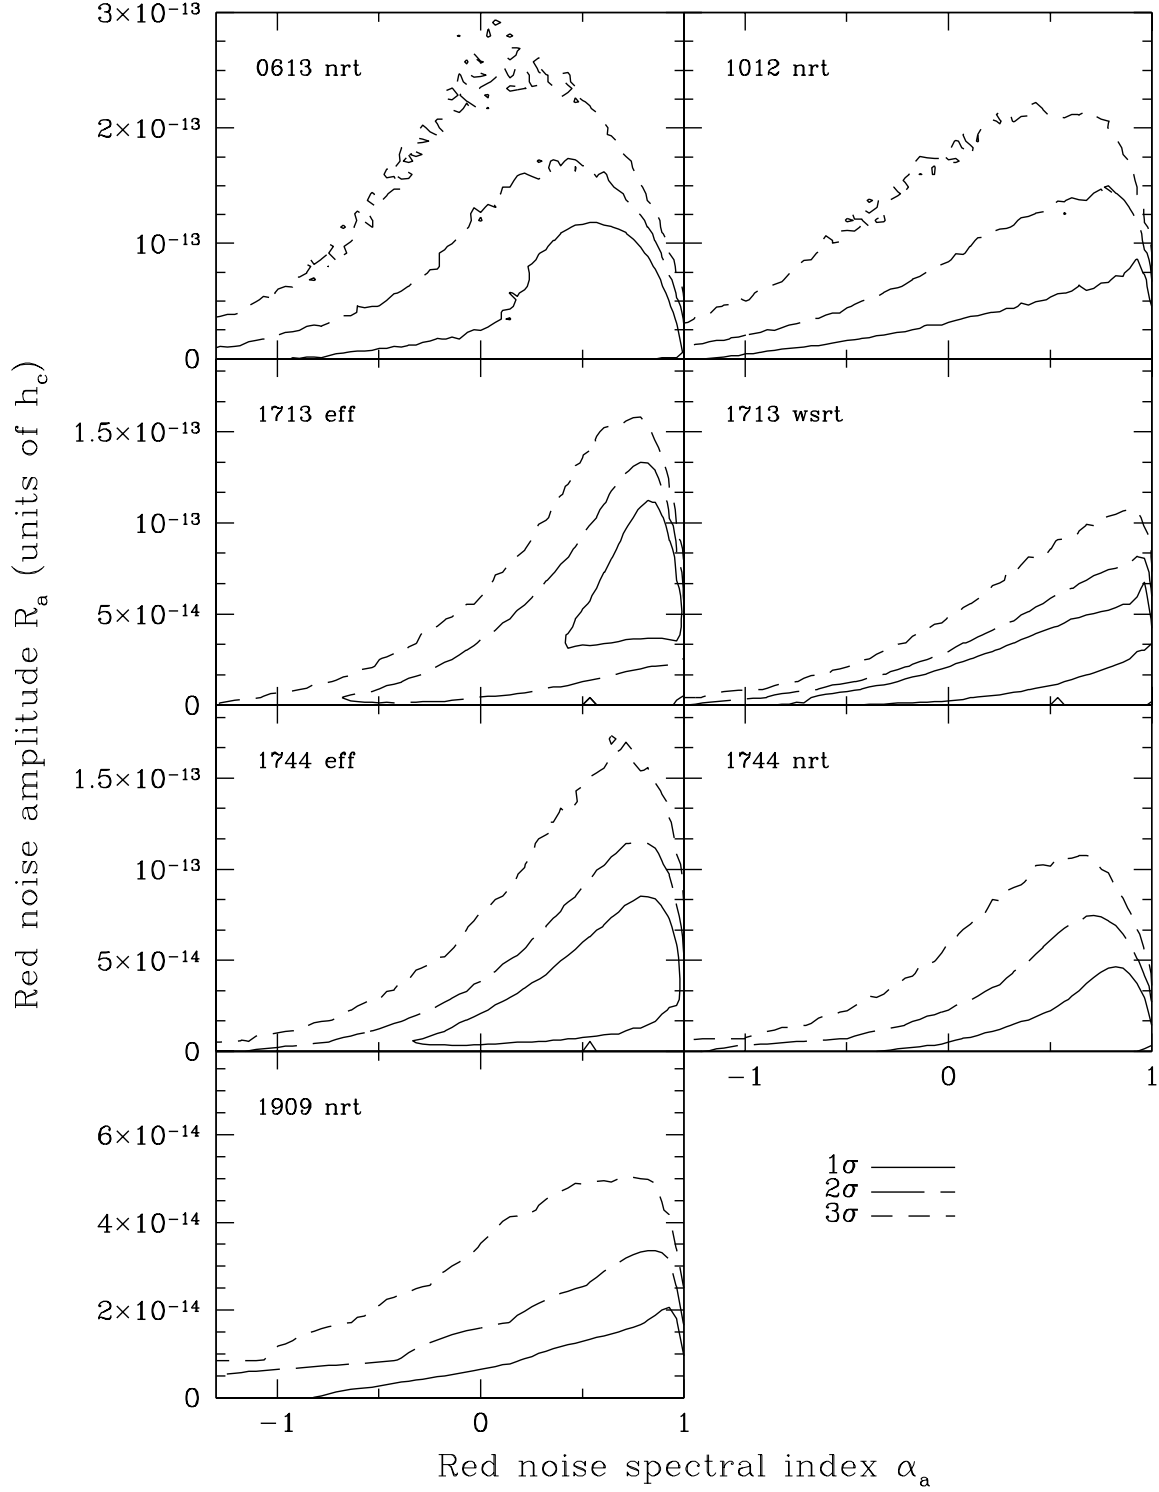 3×10⁻¹³
0613 nrt
1012 nrt
2×10⁻¹³
10⁻¹³
0
1713 eff
1713 wsrt
1.5×10⁻¹³
10⁻¹³
5×10⁻¹⁴
0
1744 eff
1744 nrt
1.5×10⁻¹³
10⁻¹³
5×10⁻¹⁴
0
−1 0 1
1909 nrt
6×10⁻¹⁴
4×10⁻¹⁴
2×10⁻¹⁴
0
−1 0 1
1σ
2σ
3σ
Red noise spectral index αₐ
Red noise amplitude Rₐ (units of h_c)